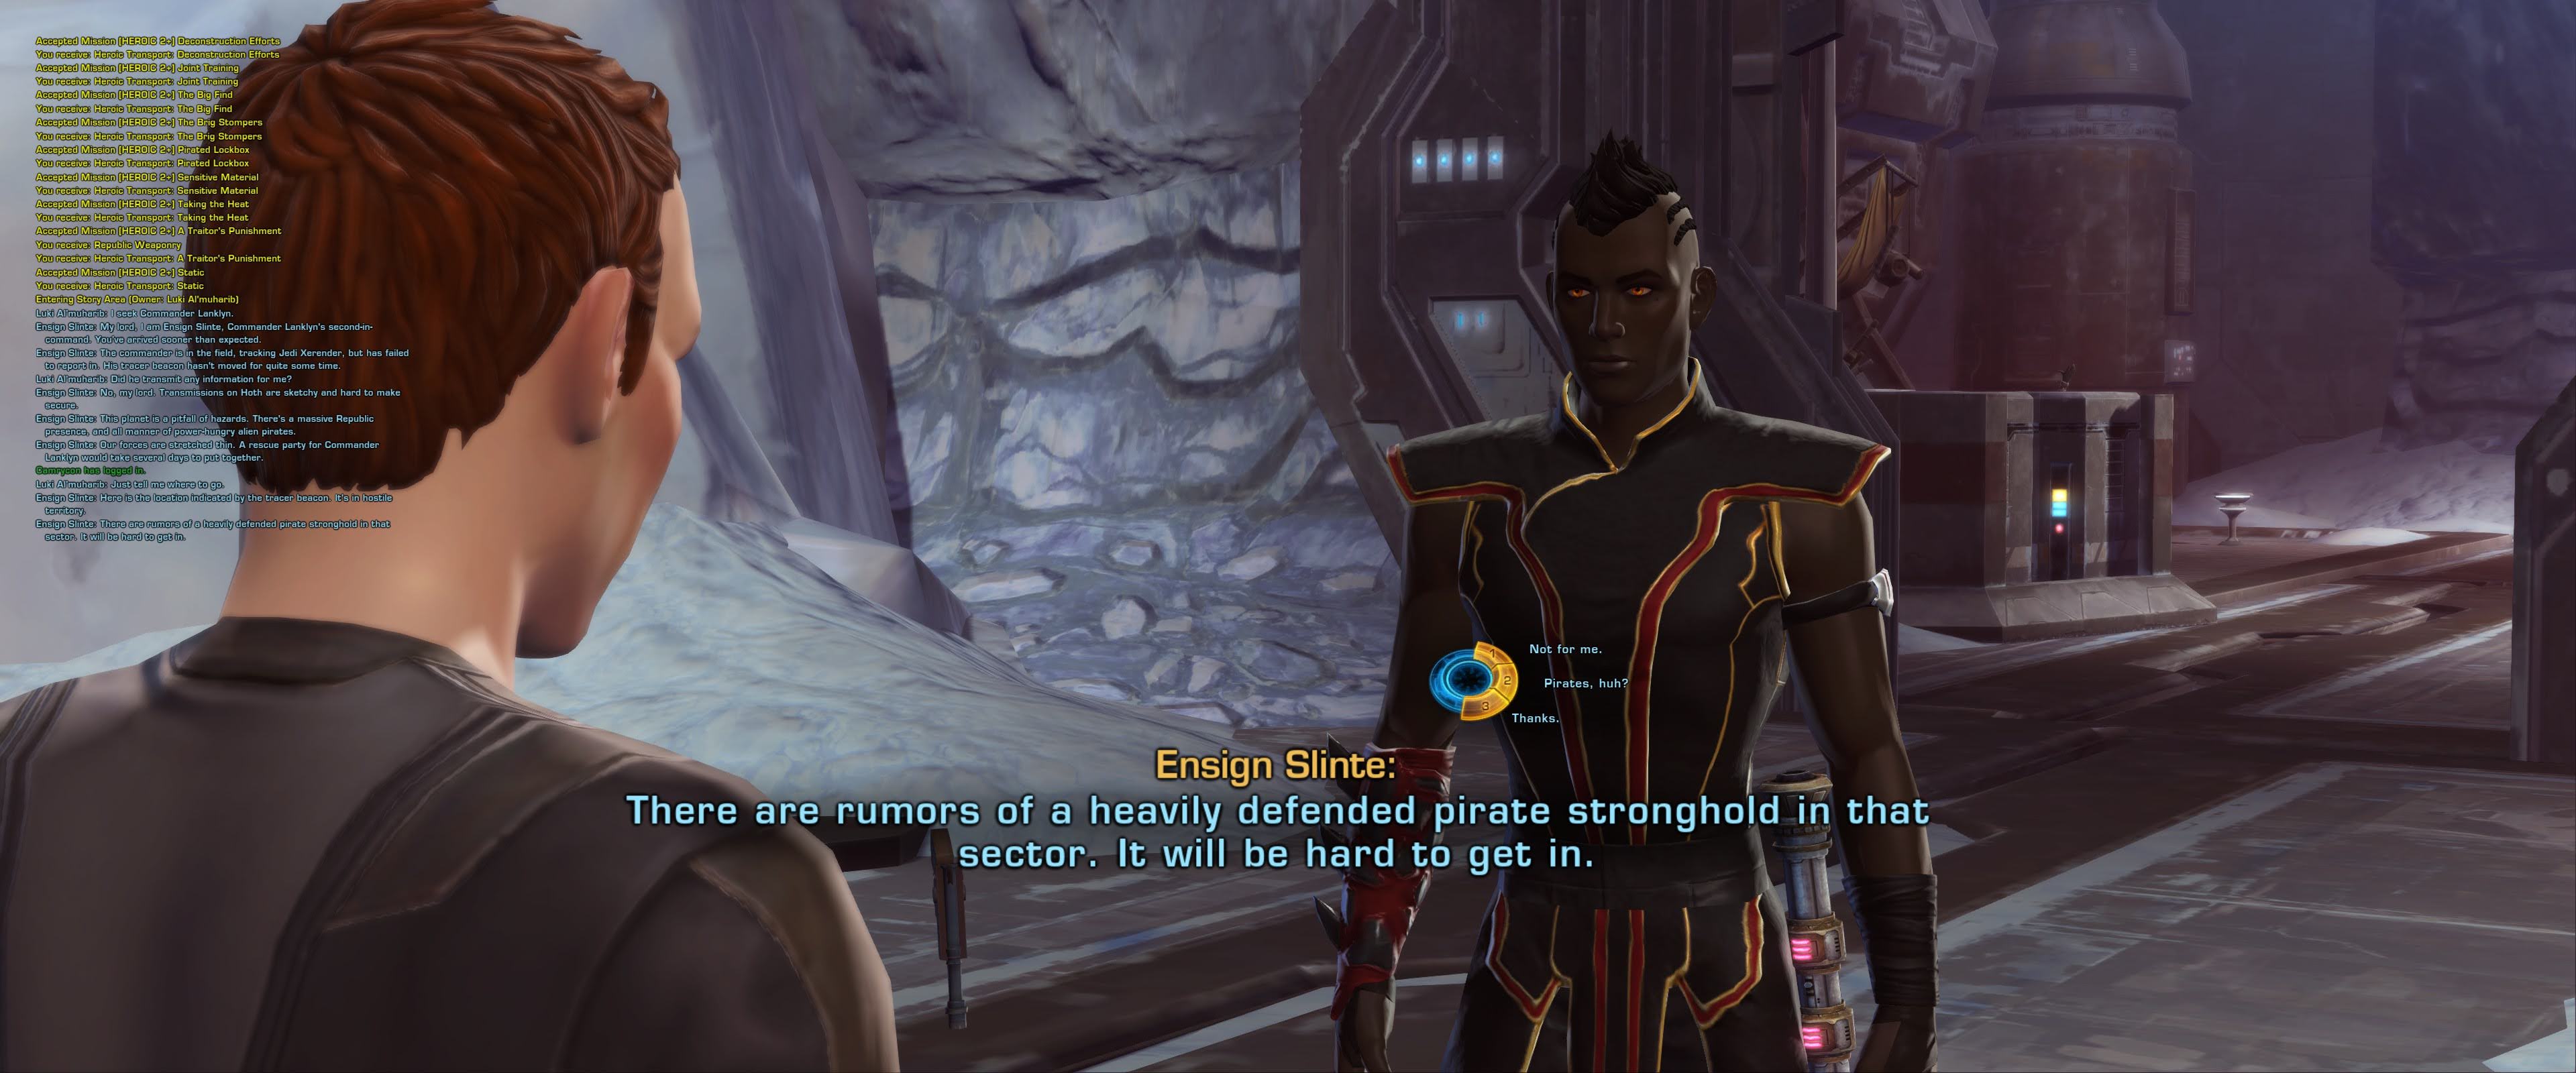 Accepted Mission [HEROIC 2+] Deconstruction Efforts
You receive: Heroic Transport: Deconstruction Efforts
Accepted Mission [HEROIC 2+] Joint Training
You receive: Heroic Transport: Joint Training
Accepted Mission [HEROIC 2+] The Big Find
You receive: Heroic Transport: The Big Find
Accepted Mission [HEROIC 2+] The Brig Stompers
You receive: Heroic Transport: The Brig Stompers
Accepted Mission [HEROIC 2+] Pirated Lockbox
You receive: Heroic Transport: Pirated Lockbox
Accepted Mission [HEROIC 2+] Sensitive Material
You receive: Heroic Transport: Sensitive Material
Accepted Mission [HEROIC 2+] Taking the Heat
You receive: Heroic Transport: Taking the Heat
Accepted Mission [HEROIC 2+] A Traitor's Punishment
You receive: Republic Weaponry
You receive: Heroic Transport: A Traitor's Punishment
Accepted Mission [HEROIC 2+] Static
You receive: Heroic Transport: Static
Entering Story Area (Owner: Luki Al'muharib)
Luki Al'muharib: I seek Commander Lanklyn.
Ensign Slinte: My lord, I am Ensign Slinte, Commander Lanklyn's second-in-
command. You've arrived sooner than expected.
Ensign Slinte: The commander is in the field, tracking Jedi Xerender, but has failed
to report in. His tracer beacon hasn't moved for quite some time.
Luki Al'muharib: Did he transmit any information for me?
Ensign Slinte: No, my lord. Transmissions on Hoth are sketchy and hard to make
secure.
Ensign Slinte: This planet is a pitfall of hazards. There's a massive Republic
presence, and all manner of power-hungry alien pirates.
Ensign Slinte: Our forces are stretched thin. A rescue party for Commander
Lanklyn would take several days to put together.
Camrycon has logged in.
Luki Al'muharib: Just tell me where to go.
Ensign Slinte: Here is the location indicated by the tracer beacon. It's in hostile
territory.
Ensign Slinte: There are rumors of a heavily defended pirate stronghold in that
sector. It will be hard to get in.
1 Not for me.
2 Pirates, huh?
3 Thanks.
Ensign Slinte:
There are rumors of a heavily defended pirate stronghold in that
sector. It will be hard to get in.